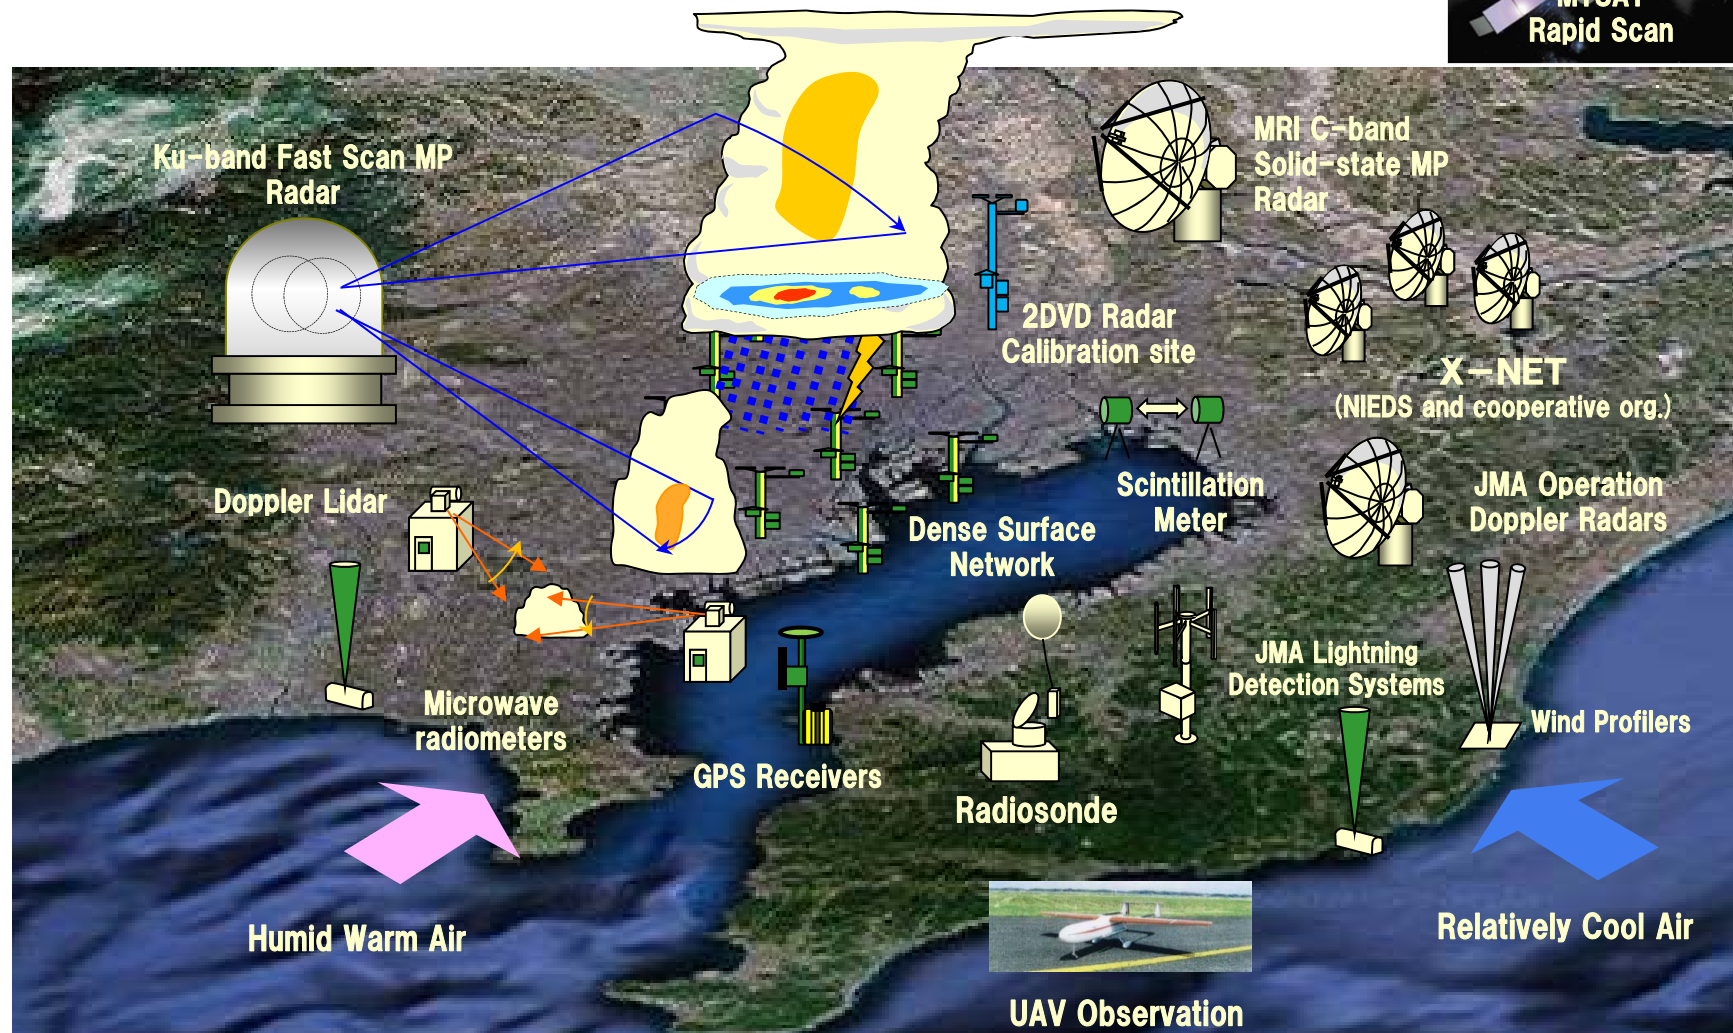 MTSAT
Rapid Scan
Ku-band Fast Scan MP
Radar
MRI C-band
Solid-state MP
Radar
2DVD Radar
Calibration site
X-NET
(NIEDS and cooperative org.)
Doppler Lidar
Scintillation
Meter
JMA Operation
Doppler Radars
Dense Surface
Network
JMA Lightning
Detection Systems
Microwave
radiometers
Wind Profilers
GPS Receivers
Radiosonde
Humid Warm Air
Relatively Cool Air
UAV Observation